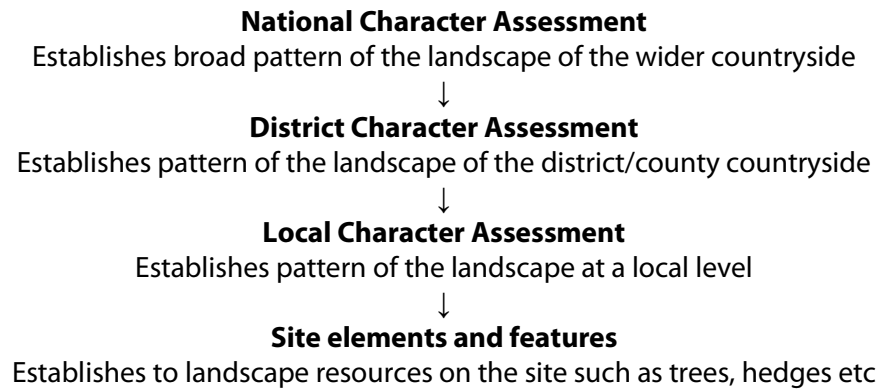 National Character Assessment
Establishes broad pattern of the landscape of the wider countryside
↓
District Character Assessment
Establishes pattern of the landscape of the district/county countryside
↓
Local Character Assessment
Establishes pattern of the landscape at a local level
↓
Site elements and features
Establishes to landscape resources on the site such as trees, hedges etc